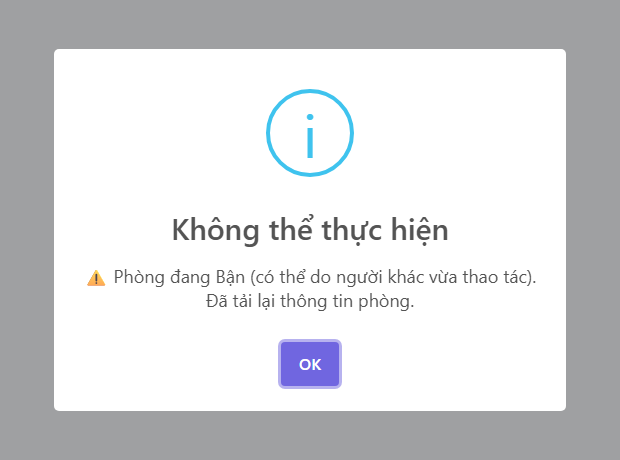 Không thể thực hiện
⚠️ Phòng đang Bận (có thể do người khác vừa thao tác).
Đã tải lại thông tin phòng.
OK